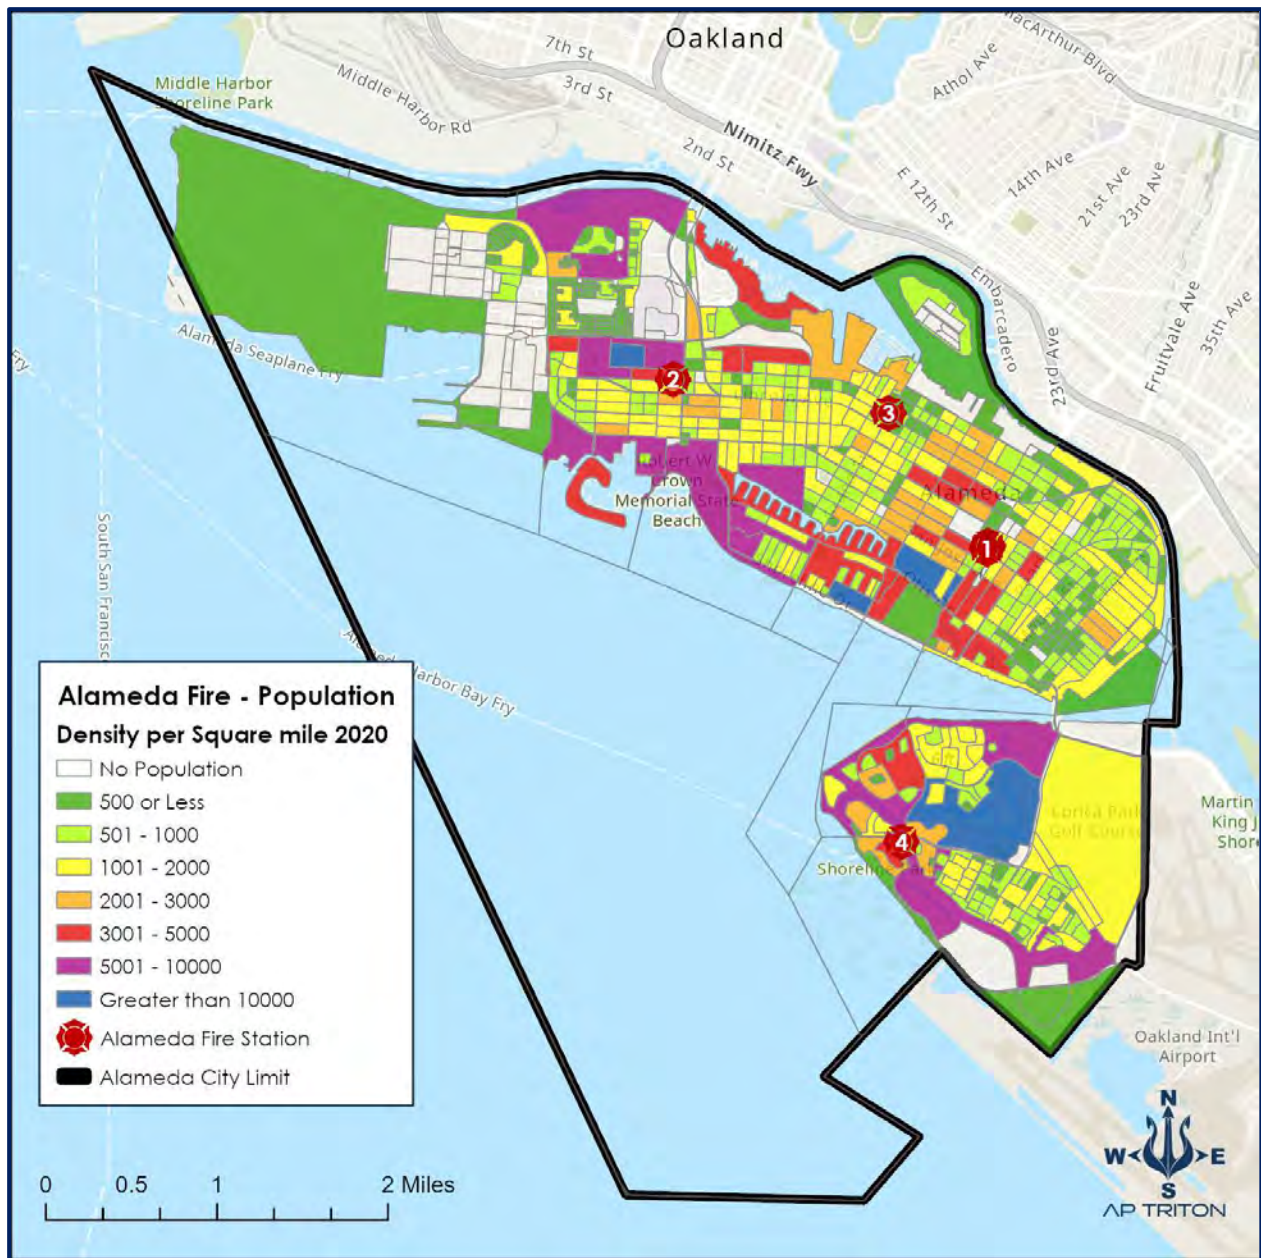 Oakland
MacArthur-Blvd
7th St
Athol Ave
Middle Harbor
Shoreline Park
Middle Harbor Rd
3rd St
Nimitz Fwy
2nd St
14th Ave
21st Ave
23rd Ave
E 12th St
Embarcadero
Fruitvale Ave
35th Ave
23rd Ave
Alameda Seaplane Fry
Fry
2
3
Robert W
Crown
Memorial State
Beach
Alameda
1
South San Francisc
Alameda Harbor Bay Fry
Alameda Fire - Population
Density per Square mile 2020
No Population
500 or Less
501 - 1000
1001 - 2000
2001 - 3000
3001 - 5000
5001 - 10000
Greater than 10000
Alameda Fire Station
Alameda City Limit
Corica Park
Golf Course
Martin
King J
Shore
4
Shoreline Park
Oakland Int'l
Airport
N
W E
S
AP TRITON
0 0.5 1 2 Miles